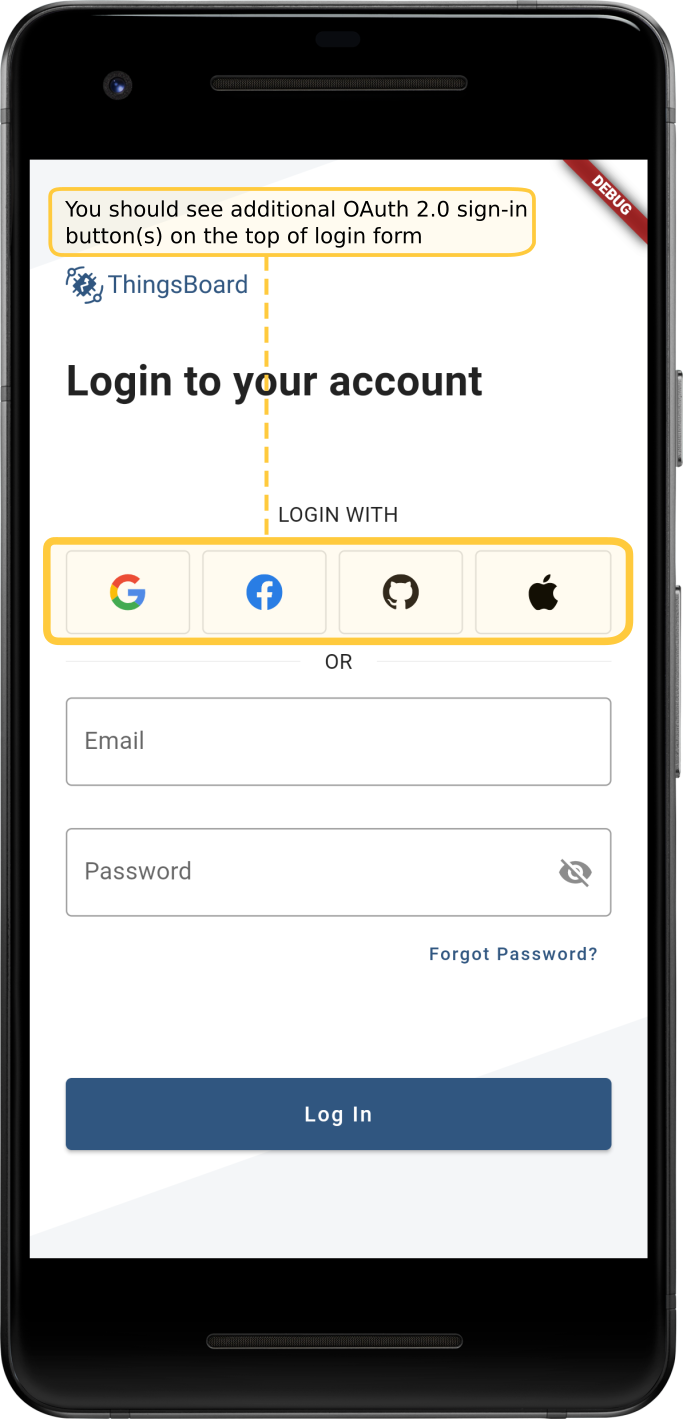 DEBUG
You should see additional OAuth 2.0 sign-in
button(s) on the top of login form
ThingsBoard
Login to your account
LOGIN WITH
OR
Email
Password
Forgot Password?
Log In